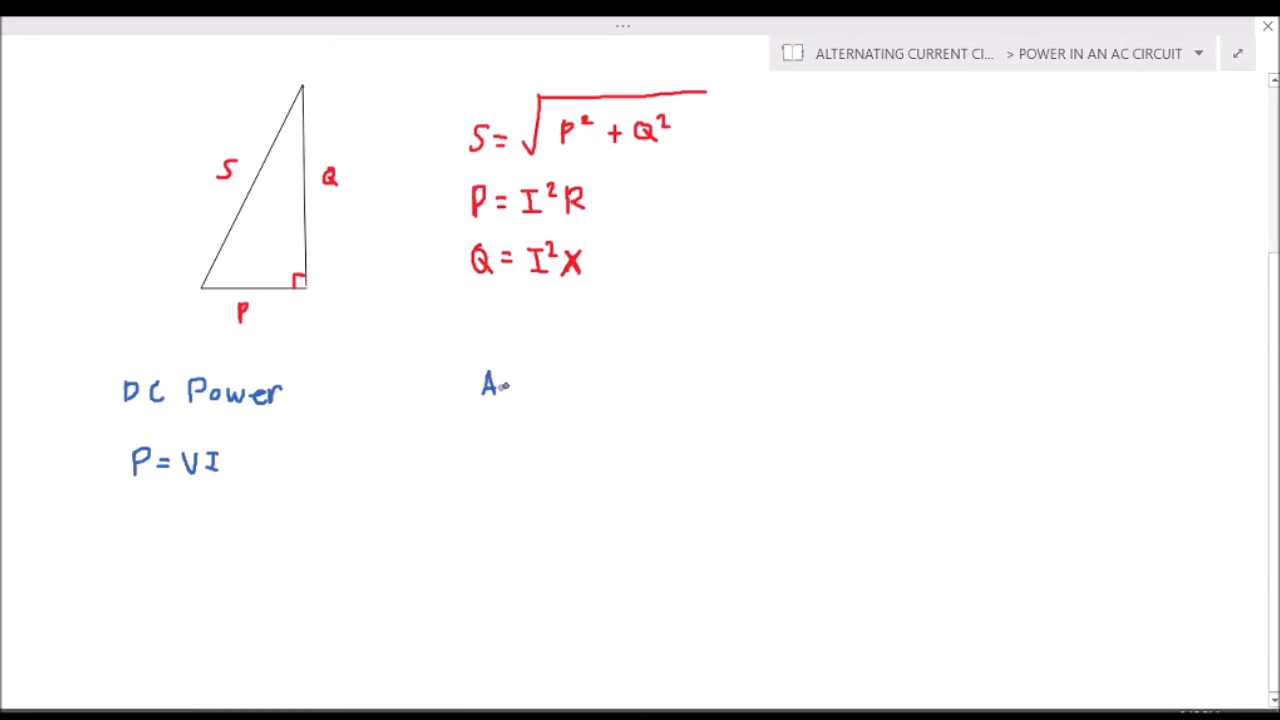 ALTERNATING CURRENT CI... > POWER IN AN AC CIRCUIT
S = √P² + Q²
S
Q
P = I²R
Q = I²X
P
DC Power
A
P = VI